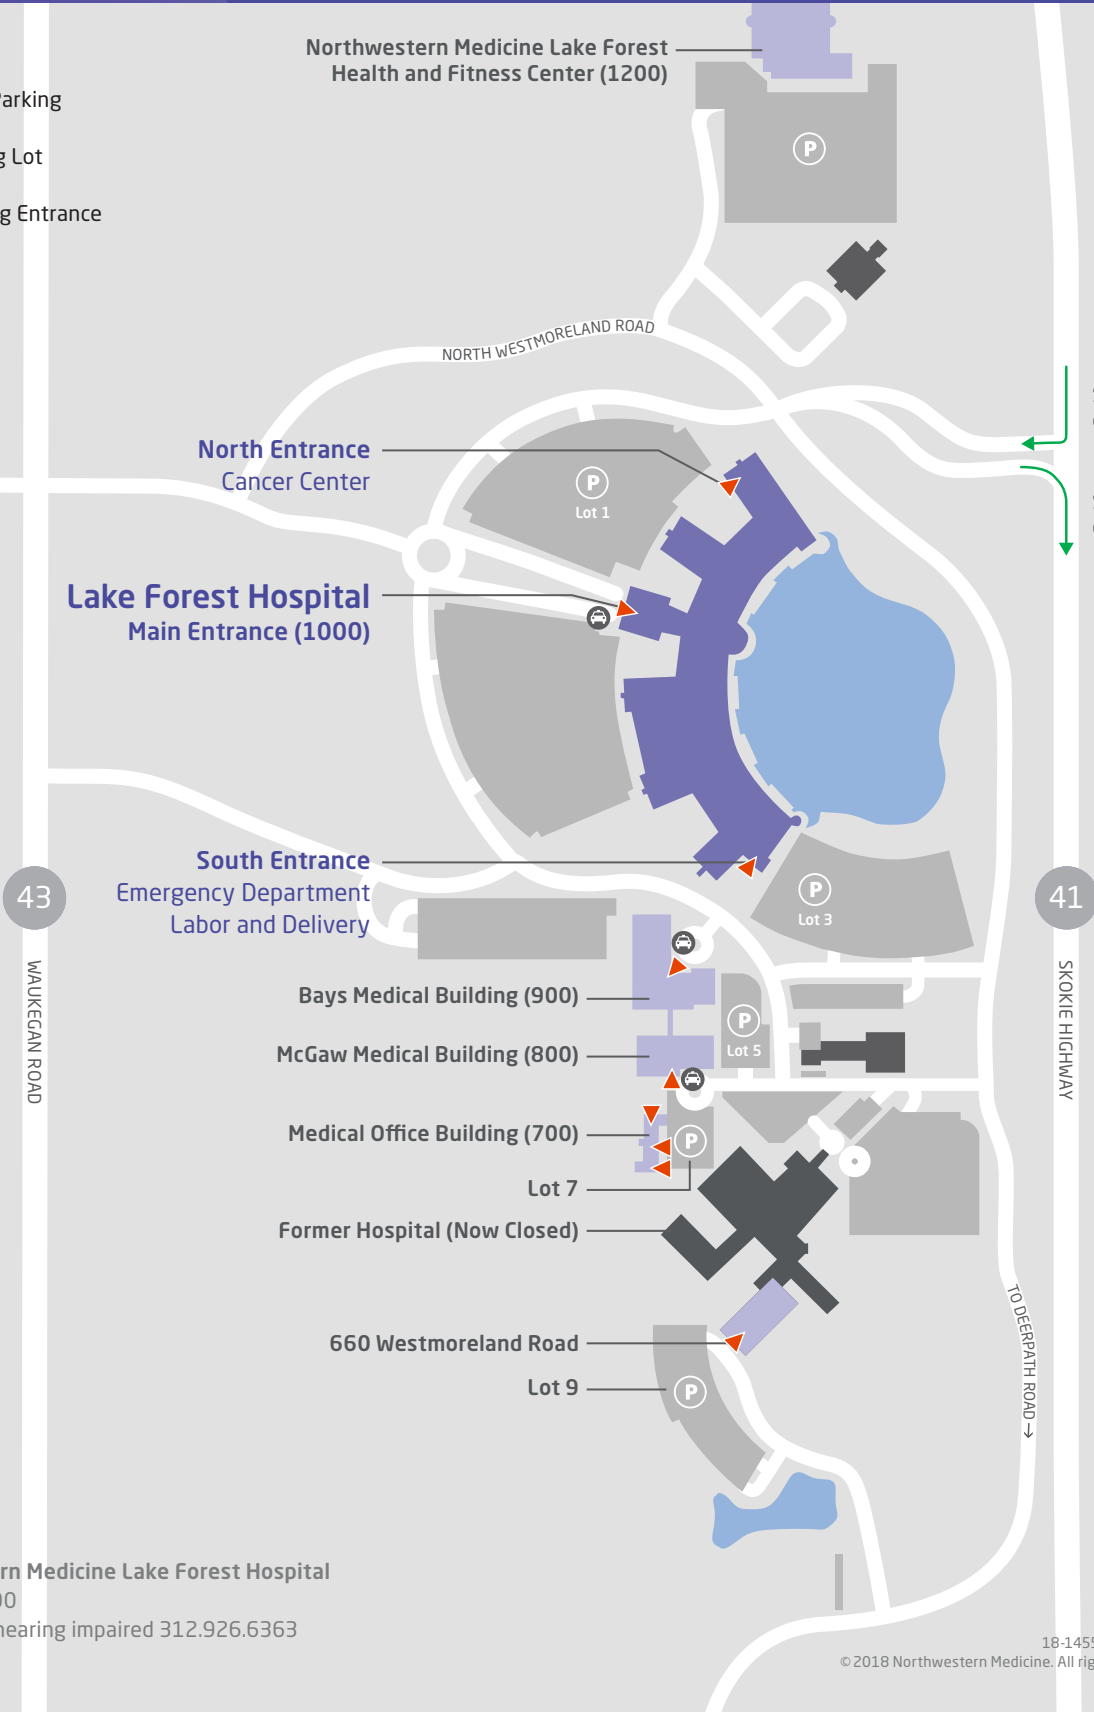 Northwestern Medicine Lake Forest
Health and Fitness Center (1200)
Parking
g Lot
g Entrance
P
NORTH WESTMORELAND ROAD
North Entrance
Cancer Center
P
Lot 1
Lake Forest Hospital
Main Entrance (1000)
South Entrance
Emergency Department
Labor and Delivery
P
Lot 3
43
41
WAUKEGAN ROAD
SKOKIE HIGHWAY
Bays Medical Building (900)
P
Lot 5
McGaw Medical Building (800)
Medical Office Building (700)
P
Lot 7
Former Hospital (Now Closed)
TO DEERPATH ROAD→
660 Westmoreland Road
Lot 9
P
rn Medicine Lake Forest Hospital
00
hearing impaired 312.926.6363
18-1455
© 2018 Northwestern Medicine. All rig